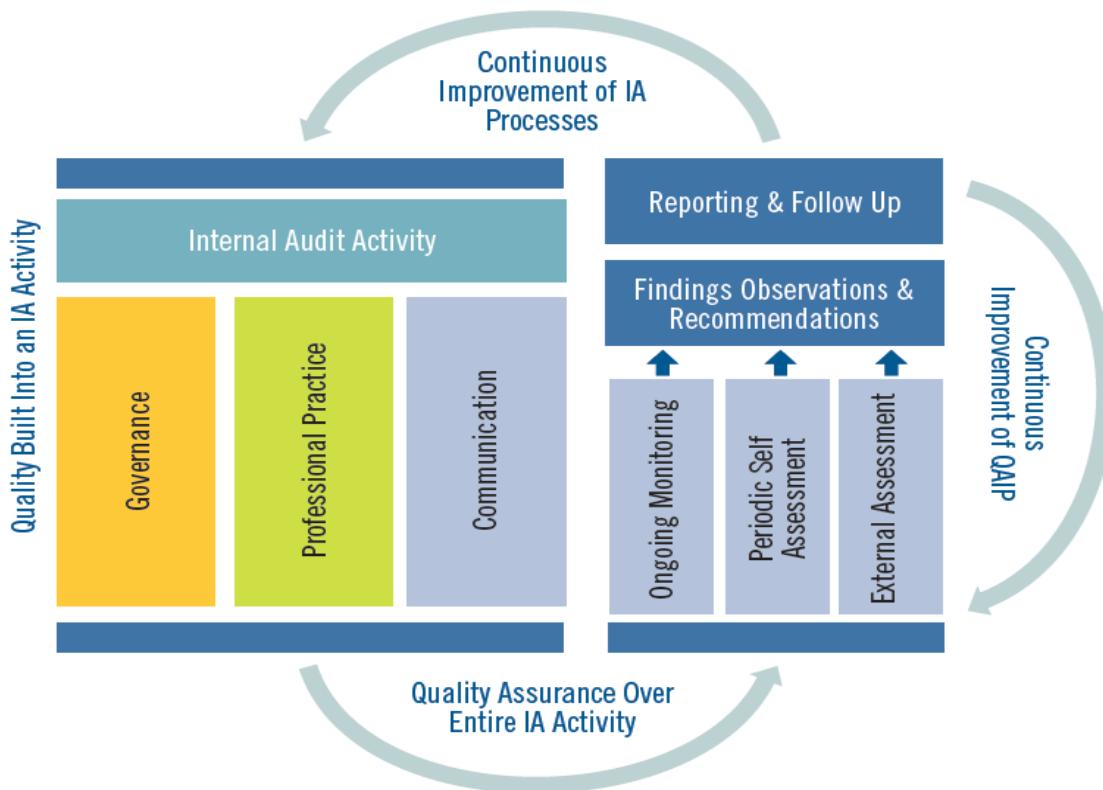 Continuous
Improvement of IA
Processes
Quality Built Into an IA Activity
Internal Audit Activity
Governance
Professional Practice
Communication
Reporting & Follow Up
Findings Observations &
Recommendations
Ongoing Monitoring
Periodic Self
Assessment
External Assessment
Continuous
Improvement of QAIP
Quality Assurance Over
Entire IA Activity